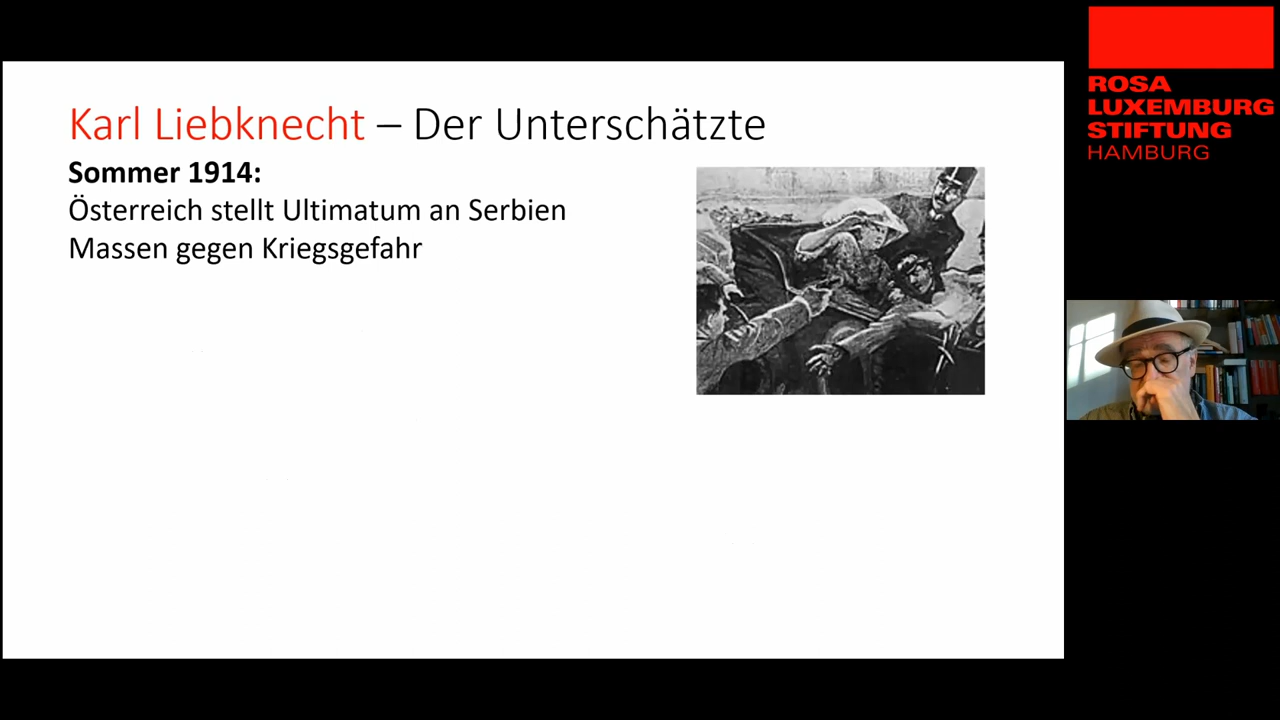 Karl Liebknecht – Der Unterschätzte
Sommer 1914:
Österreich stellt Ultimatum an Serbien
Massen gegen Kriegsgefahr
ROSA
LUXEMBURG
STIFTUNG
HAMBURG